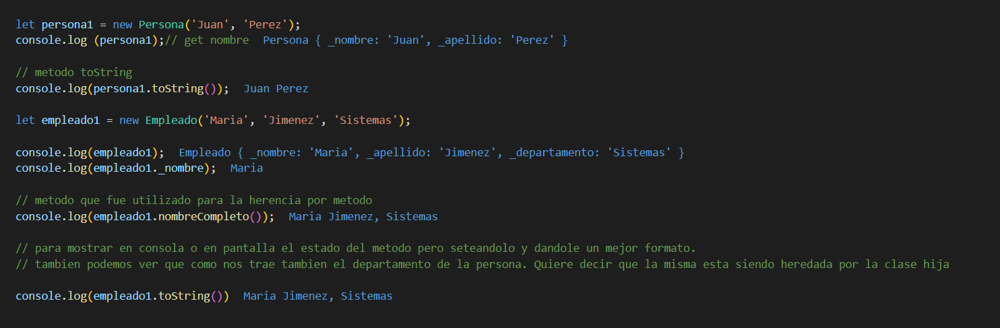 let persona1 = new Persona('Juan', 'Perez');
console.log (persona1);// get nombre  Persona { _nombre: 'Juan', _apellido: 'Perez' }
// metodo toString
console.log(persona1.toString());  Juan Perez
let empleado1 = new Empleado('Maria', 'Jimenez', 'Sistemas');
console.log(empleado1);  Empleado { _nombre: 'Maria', _apellido: 'Jimenez', _departamento: 'Sistemas' }
console.log(empleado1._nombre);  Maria
// metodo que fue utilizado para la herencia por metodo
console.log(empleado1.nombreCompleto());  Maria Jimenez, Sistemas
// para mostrar en consola o en pantalla el estado del metodo pero seteandolo y dandole un mejor formato.
// tambien podemos ver que como nos trae tambien el departamento de la persona. Quiere decir que la misma esta siendo heredada por la clase hija
console.log(empleado1.toString())  Maria Jimenez, Sistemas